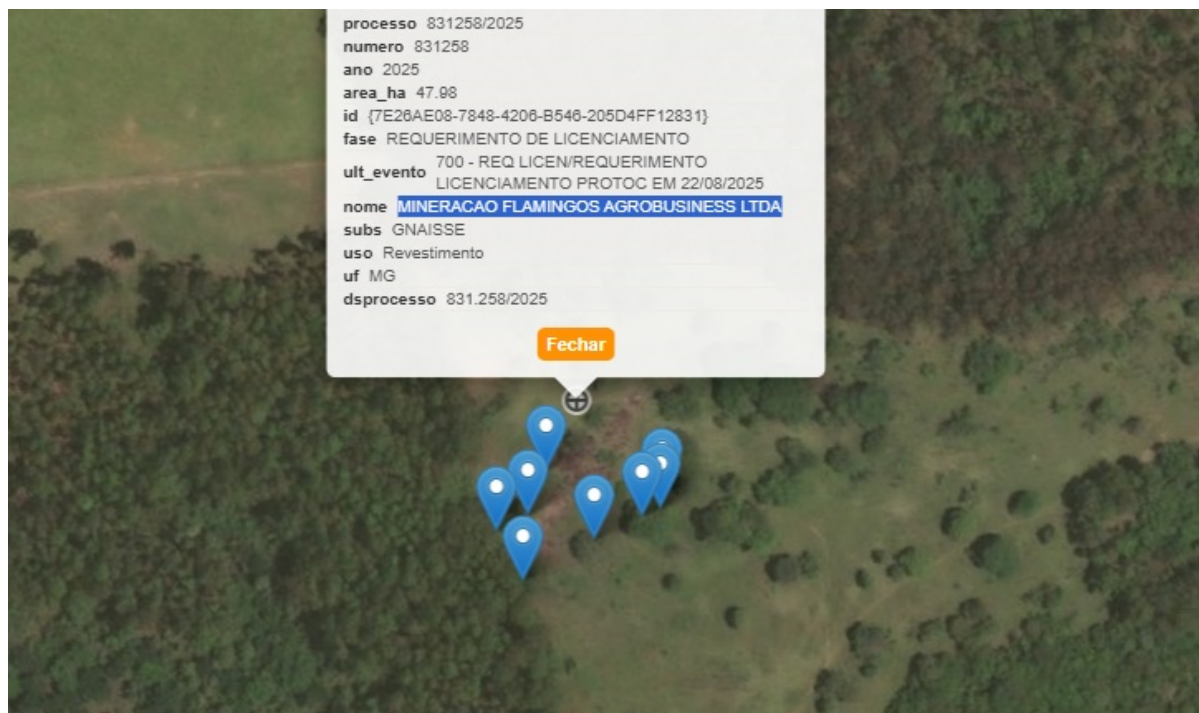 processo 831258/2025
numero 831258
ano 2025
area_ha 47.98
id {7E26AE08-7848-4206-B546-205D4FF12831}
fase REQUERIMENTO DE LICENCIAMENTO
ult_evento 700 - REQ LICEN/REQUERIMENTO
LICENCIAMENTO PROTOC EM 22/08/2025
nome MINERACAO FLAMINGOS AGROBUSINESS LTDA
subs GNAISSE
uso Revestimento
uf MG
dsprocesso 831.258/2025
Fechar